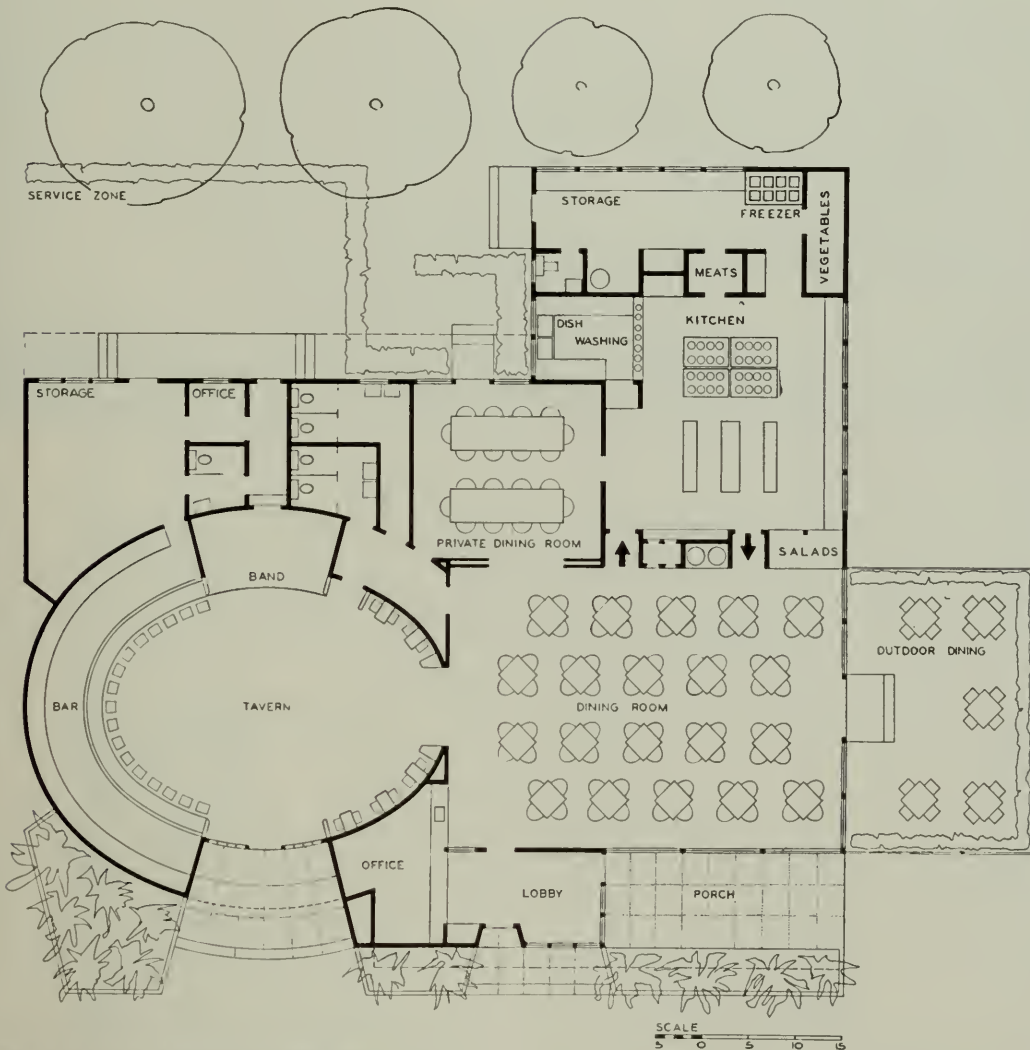 SERVICE ZONE
STORAGE
FREEZER
VEGETABLES
MEATS
DISH
WASHING
KITCHEN
STORAGE
OFFICE
PRIVATE DINING ROOM
SALADS
BAND
OUTDOOR DINING
BAR
TAVERN
DINING ROOM
OFFICE
LOBBY
PORCH
SCALE
5 0 5 10 15